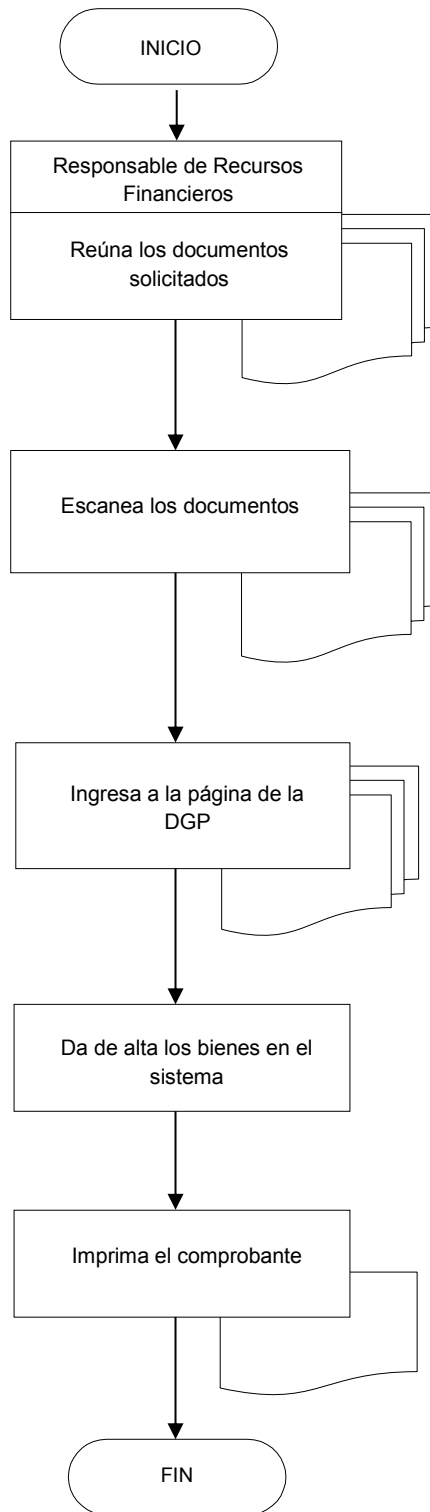 INICIO
Responsable de Recursos
Financieros
Reúna los documentos
solicitados
Escanea los documentos
Ingresa a la página de la
DGP
Da de alta los bienes en el
sistema
Imprima el comprobante
FIN